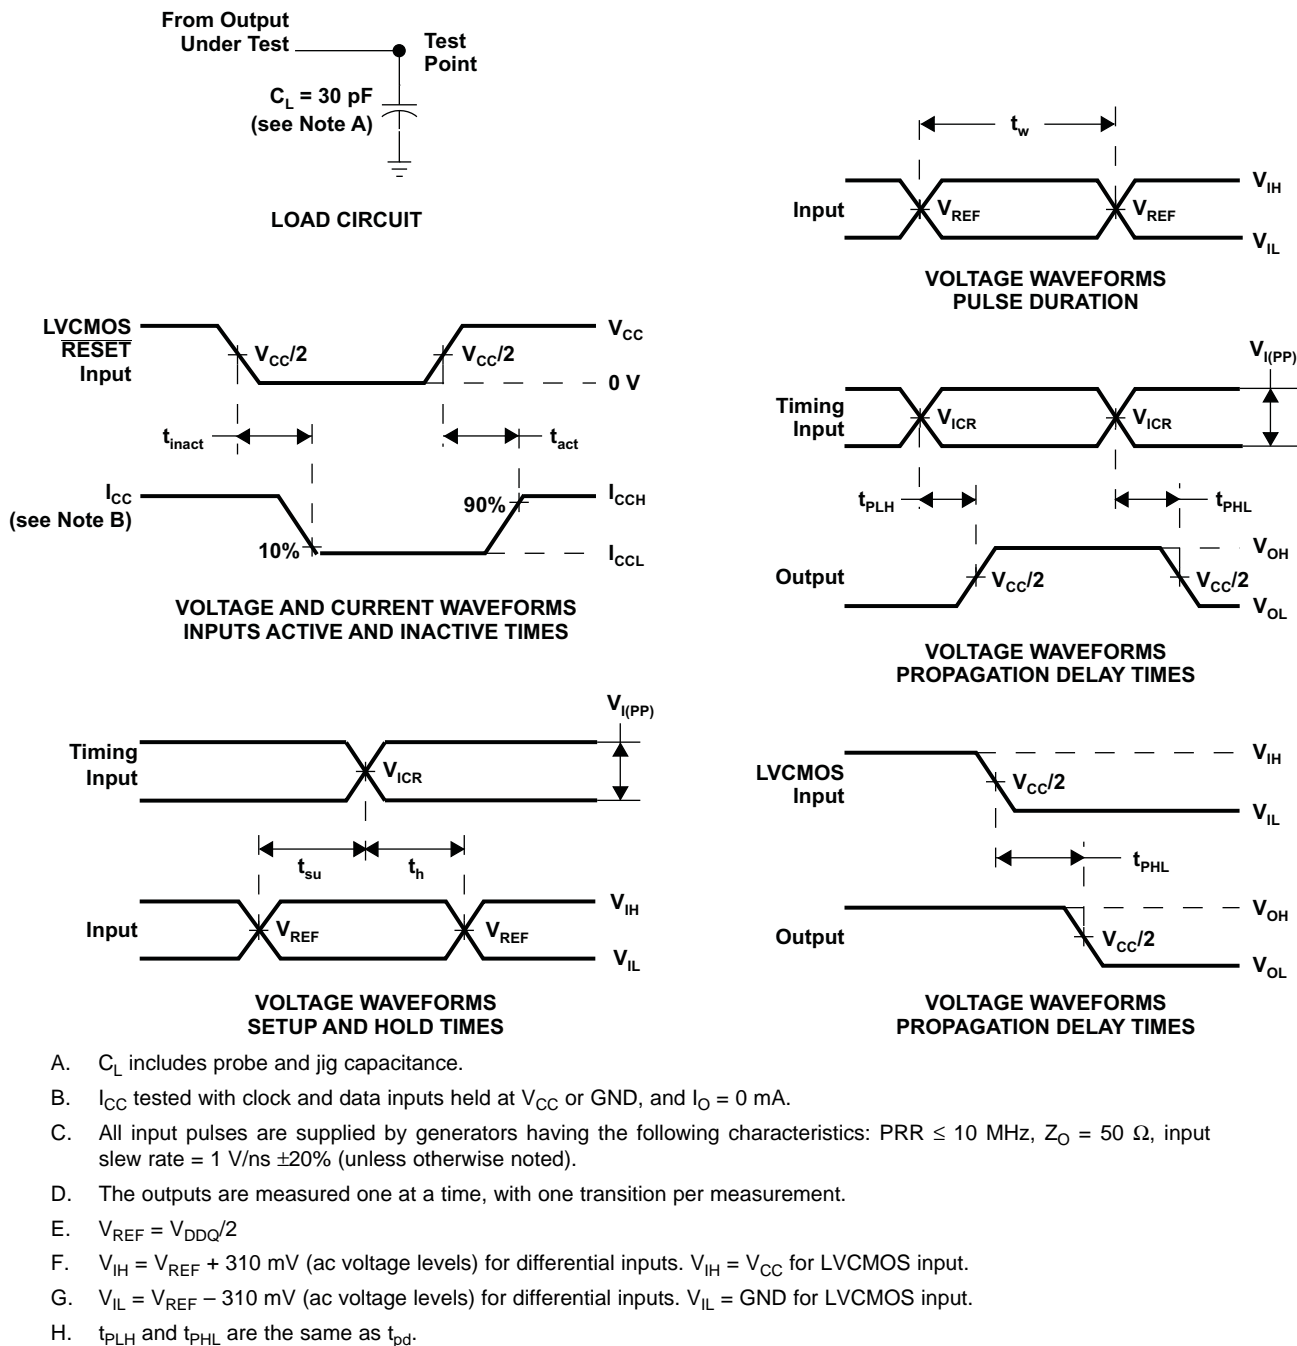 From Output
Under Test
Test
Point
C_L = 30 pF
(see Note A)
LOAD CIRCUIT
t_w
Input
V_REF
V_REF
V_IH
V_IL
VOLTAGE WAVEFORMS
PULSE DURATION
LVCMOS
RESET
Input
V_CC/2
V_CC/2
V_CC
0 V
t_inact
t_act
I_CC
(see Note B)
10%
90%
I_CCH
I_CCL
VOLTAGE AND CURRENT WAVEFORMS
INPUTS ACTIVE AND INACTIVE TIMES
V_I(PP)
Timing
Input
V_ICR
V_ICR
t_PLH
t_PHL
Output
V_CC/2
V_CC/2
V_OH
V_OL
VOLTAGE WAVEFORMS
PROPAGATION DELAY TIMES
V_I(PP)
Timing
Input
V_ICR
t_su
t_h
Input
V_REF
V_REF
V_IH
V_IL
VOLTAGE WAVEFORMS
SETUP AND HOLD TIMES
LVCMOS
Input
V_CC/2
V_IH
V_IL
t_PHL
Output
V_CC/2
V_OH
V_OL
VOLTAGE WAVEFORMS
PROPAGATION DELAY TIMES
A. C_L includes probe and jig capacitance.
B. I_CC tested with clock and data inputs held at V_CC or GND, and I_O = 0 mA.
C. All input pulses are supplied by generators having the following characteristics: PRR ≤ 10 MHz, Z_O = 50 Ω, input
slew rate = 1 V/ns ±20% (unless otherwise noted).
D. The outputs are measured one at a time, with one transition per measurement.
E. V_REF = V_DDQ/2
F. V_IH = V_REF + 310 mV (ac voltage levels) for differential inputs. V_IH = V_CC for LVCMOS input.
G. V_IL = V_REF – 310 mV (ac voltage levels) for differential inputs. V_IL = GND for LVCMOS input.
H. t_PLH and t_PHL are the same as t_pd.